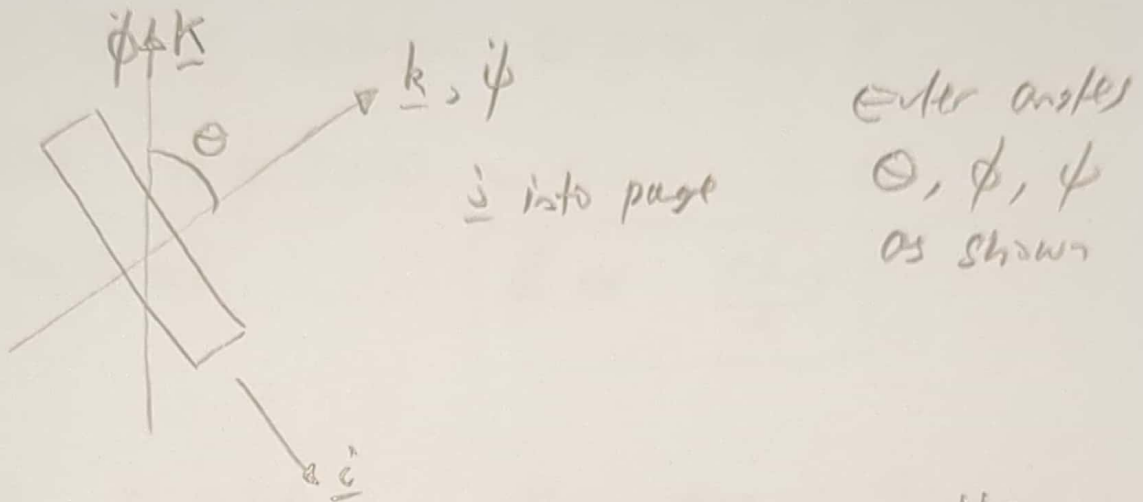 φ̇ K
θ
k, ψ̇
j into page
i
Euler angles
θ, φ, ψ
as shown